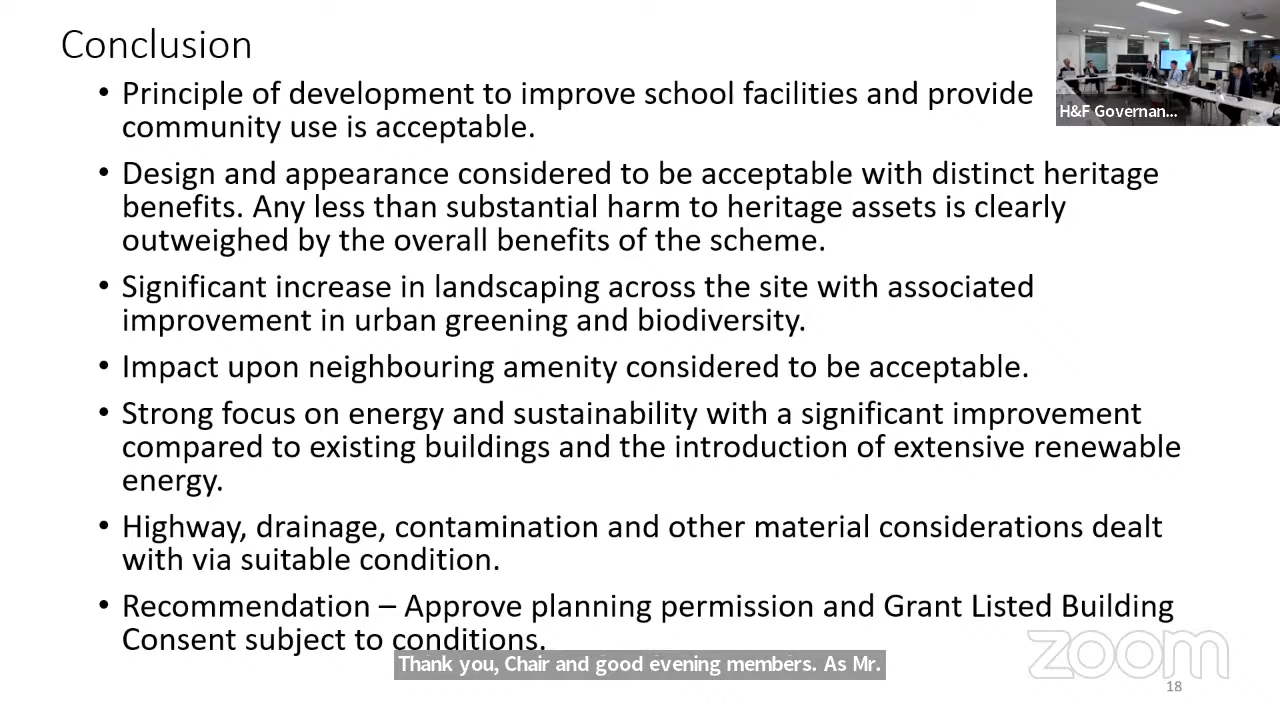 Conclusion
• Principle of development to improve school facilities and provide
community use is acceptable.
• Design and appearance considered to be acceptable with distinct heritage
benefits. Any less than substantial harm to heritage assets is clearly
outweighed by the overall benefits of the scheme.
• Significant increase in landscaping across the site with associated
improvement in urban greening and biodiversity.
• Impact upon neighbouring amenity considered to be acceptable.
• Strong focus on energy and sustainability with a significant improvement
compared to existing buildings and the introduction of extensive renewable
energy.
• Highway, drainage, contamination and other material considerations dealt
with via suitable condition.
• Recommendation – Approve planning permission and Grant Listed Building
Consent subject to conditions.
H&F Governan...
Thank you, Chair and good evening members. As Mr.
zoom
18